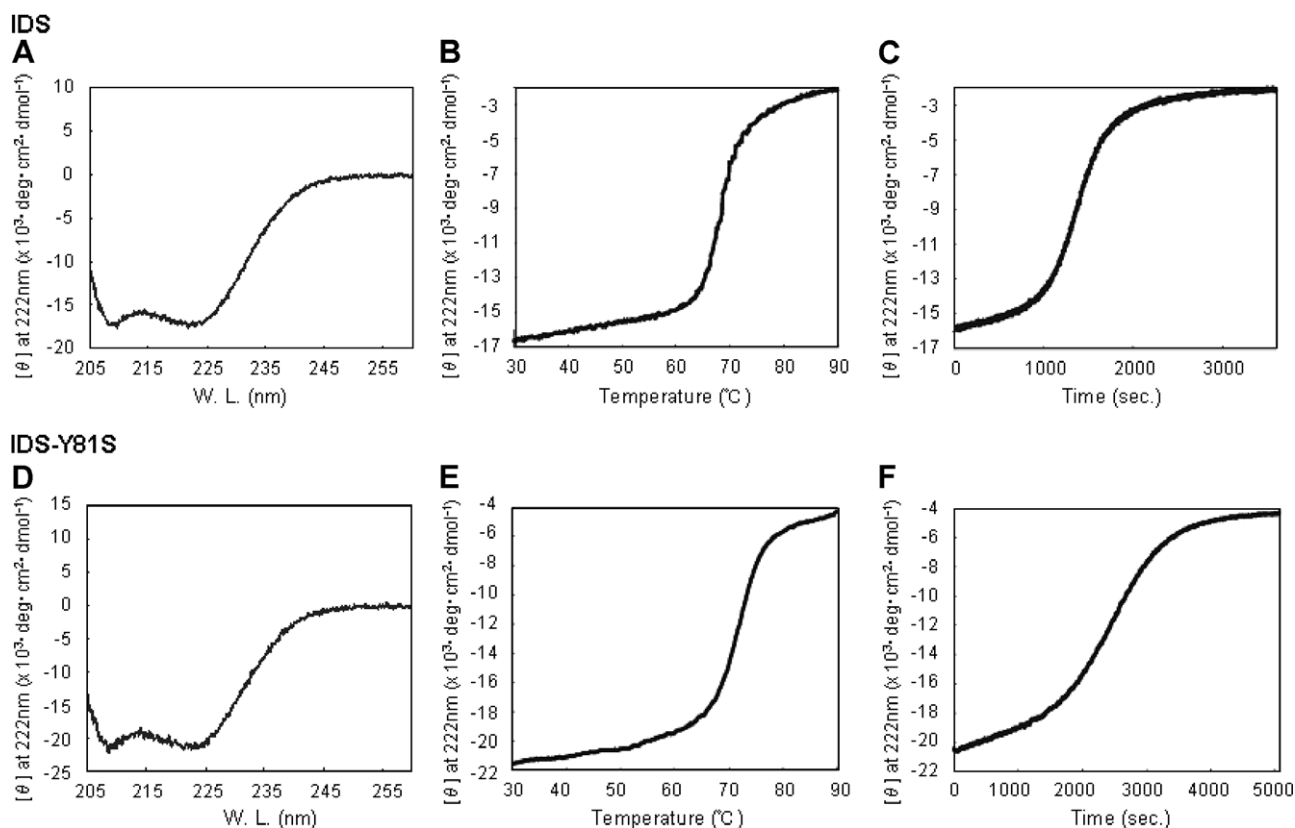 IDS
A
[θ] at 222nm (x 10³· deg· cm²· dmol⁻¹)
10
5
0
-5
-10
-15
-20
205 215 225 235 245 255
W. L. (nm)
B
[θ] at 222nm (x 10³· deg· cm²· dmol⁻¹)
-3
-5
-7
-9
-11
-13
-15
-17
30 40 50 60 70 80 90
Temperature (℃)
C
[θ] at 222nm (x 10³· deg· cm²· dmol⁻¹)
-3
-5
-7
-9
-11
-13
-15
-17
0 1000 2000 3000
Time (sec.)
IDS-Y81S
D
[θ] at 222nm (x 10³· deg· cm²· dmol⁻¹)
15
10
5
0
-5
-10
-15
-20
-25
205 215 225 235 245 255
W. L. (nm)
E
[θ] at 222nm (x 10³· deg· cm²· dmol⁻¹)
-4
-6
-8
-10
-12
-14
-16
-18
-20
-22
30 40 50 60 70 80 90
Temperature (℃)
F
[θ] at 222nm (x 10³· deg· cm²· dmol⁻¹)
-4
-6
-8
-10
-12
-14
-16
-18
-20
-22
0 1000 2000 3000 4000 5000
Time (sec.)